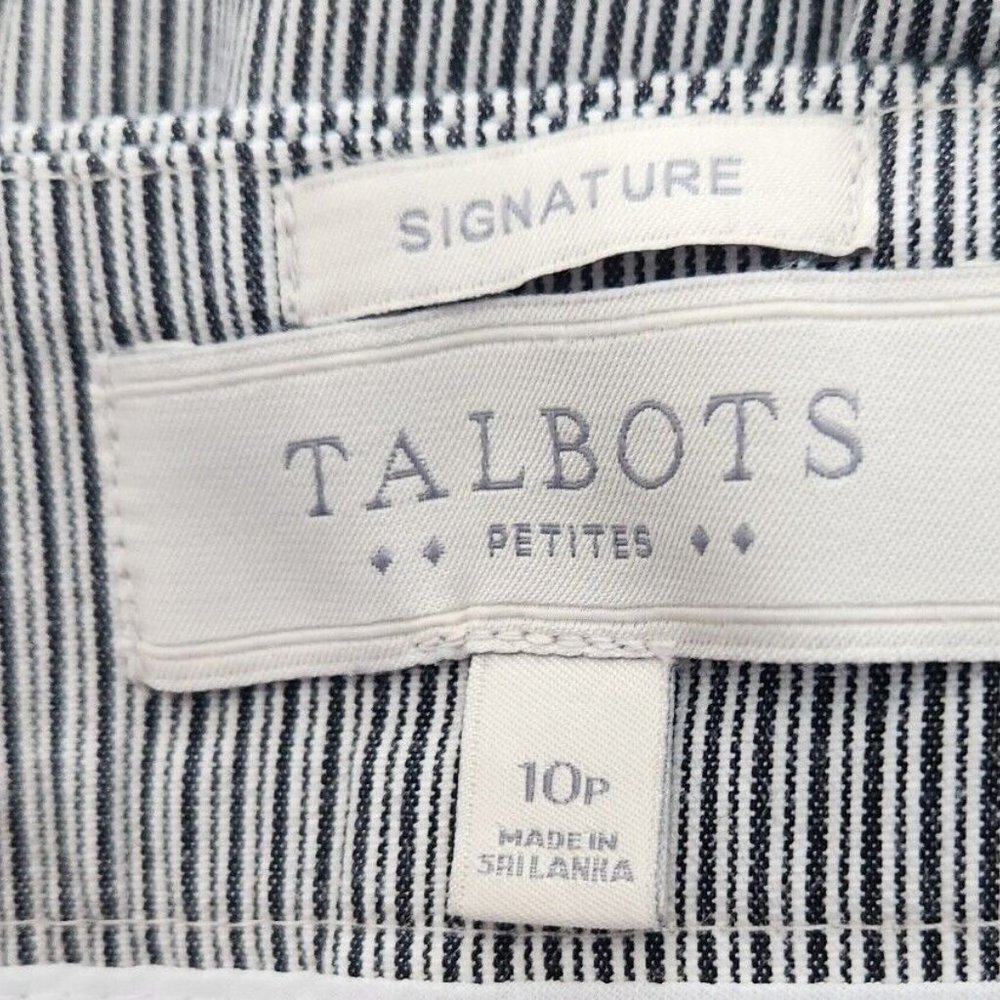 SIGNATURE
TALBOTS
PETITES
10P
MADE IN
SRI LANKA